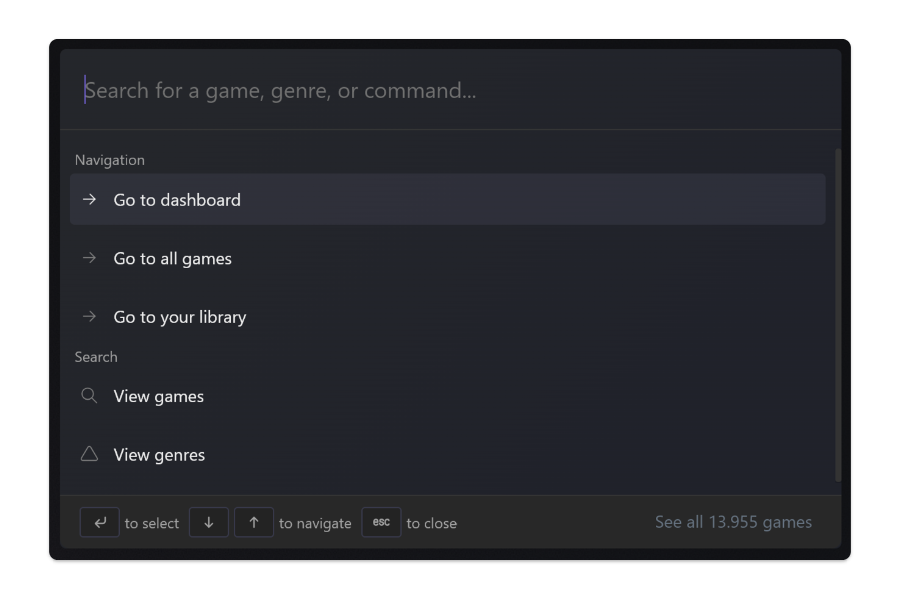 Search for a game, genre, or command...
Navigation
Go to dashboard
Go to all games
Go to your library
Search
View games
View genres
to select to navigate esc to close See all 13.955 games